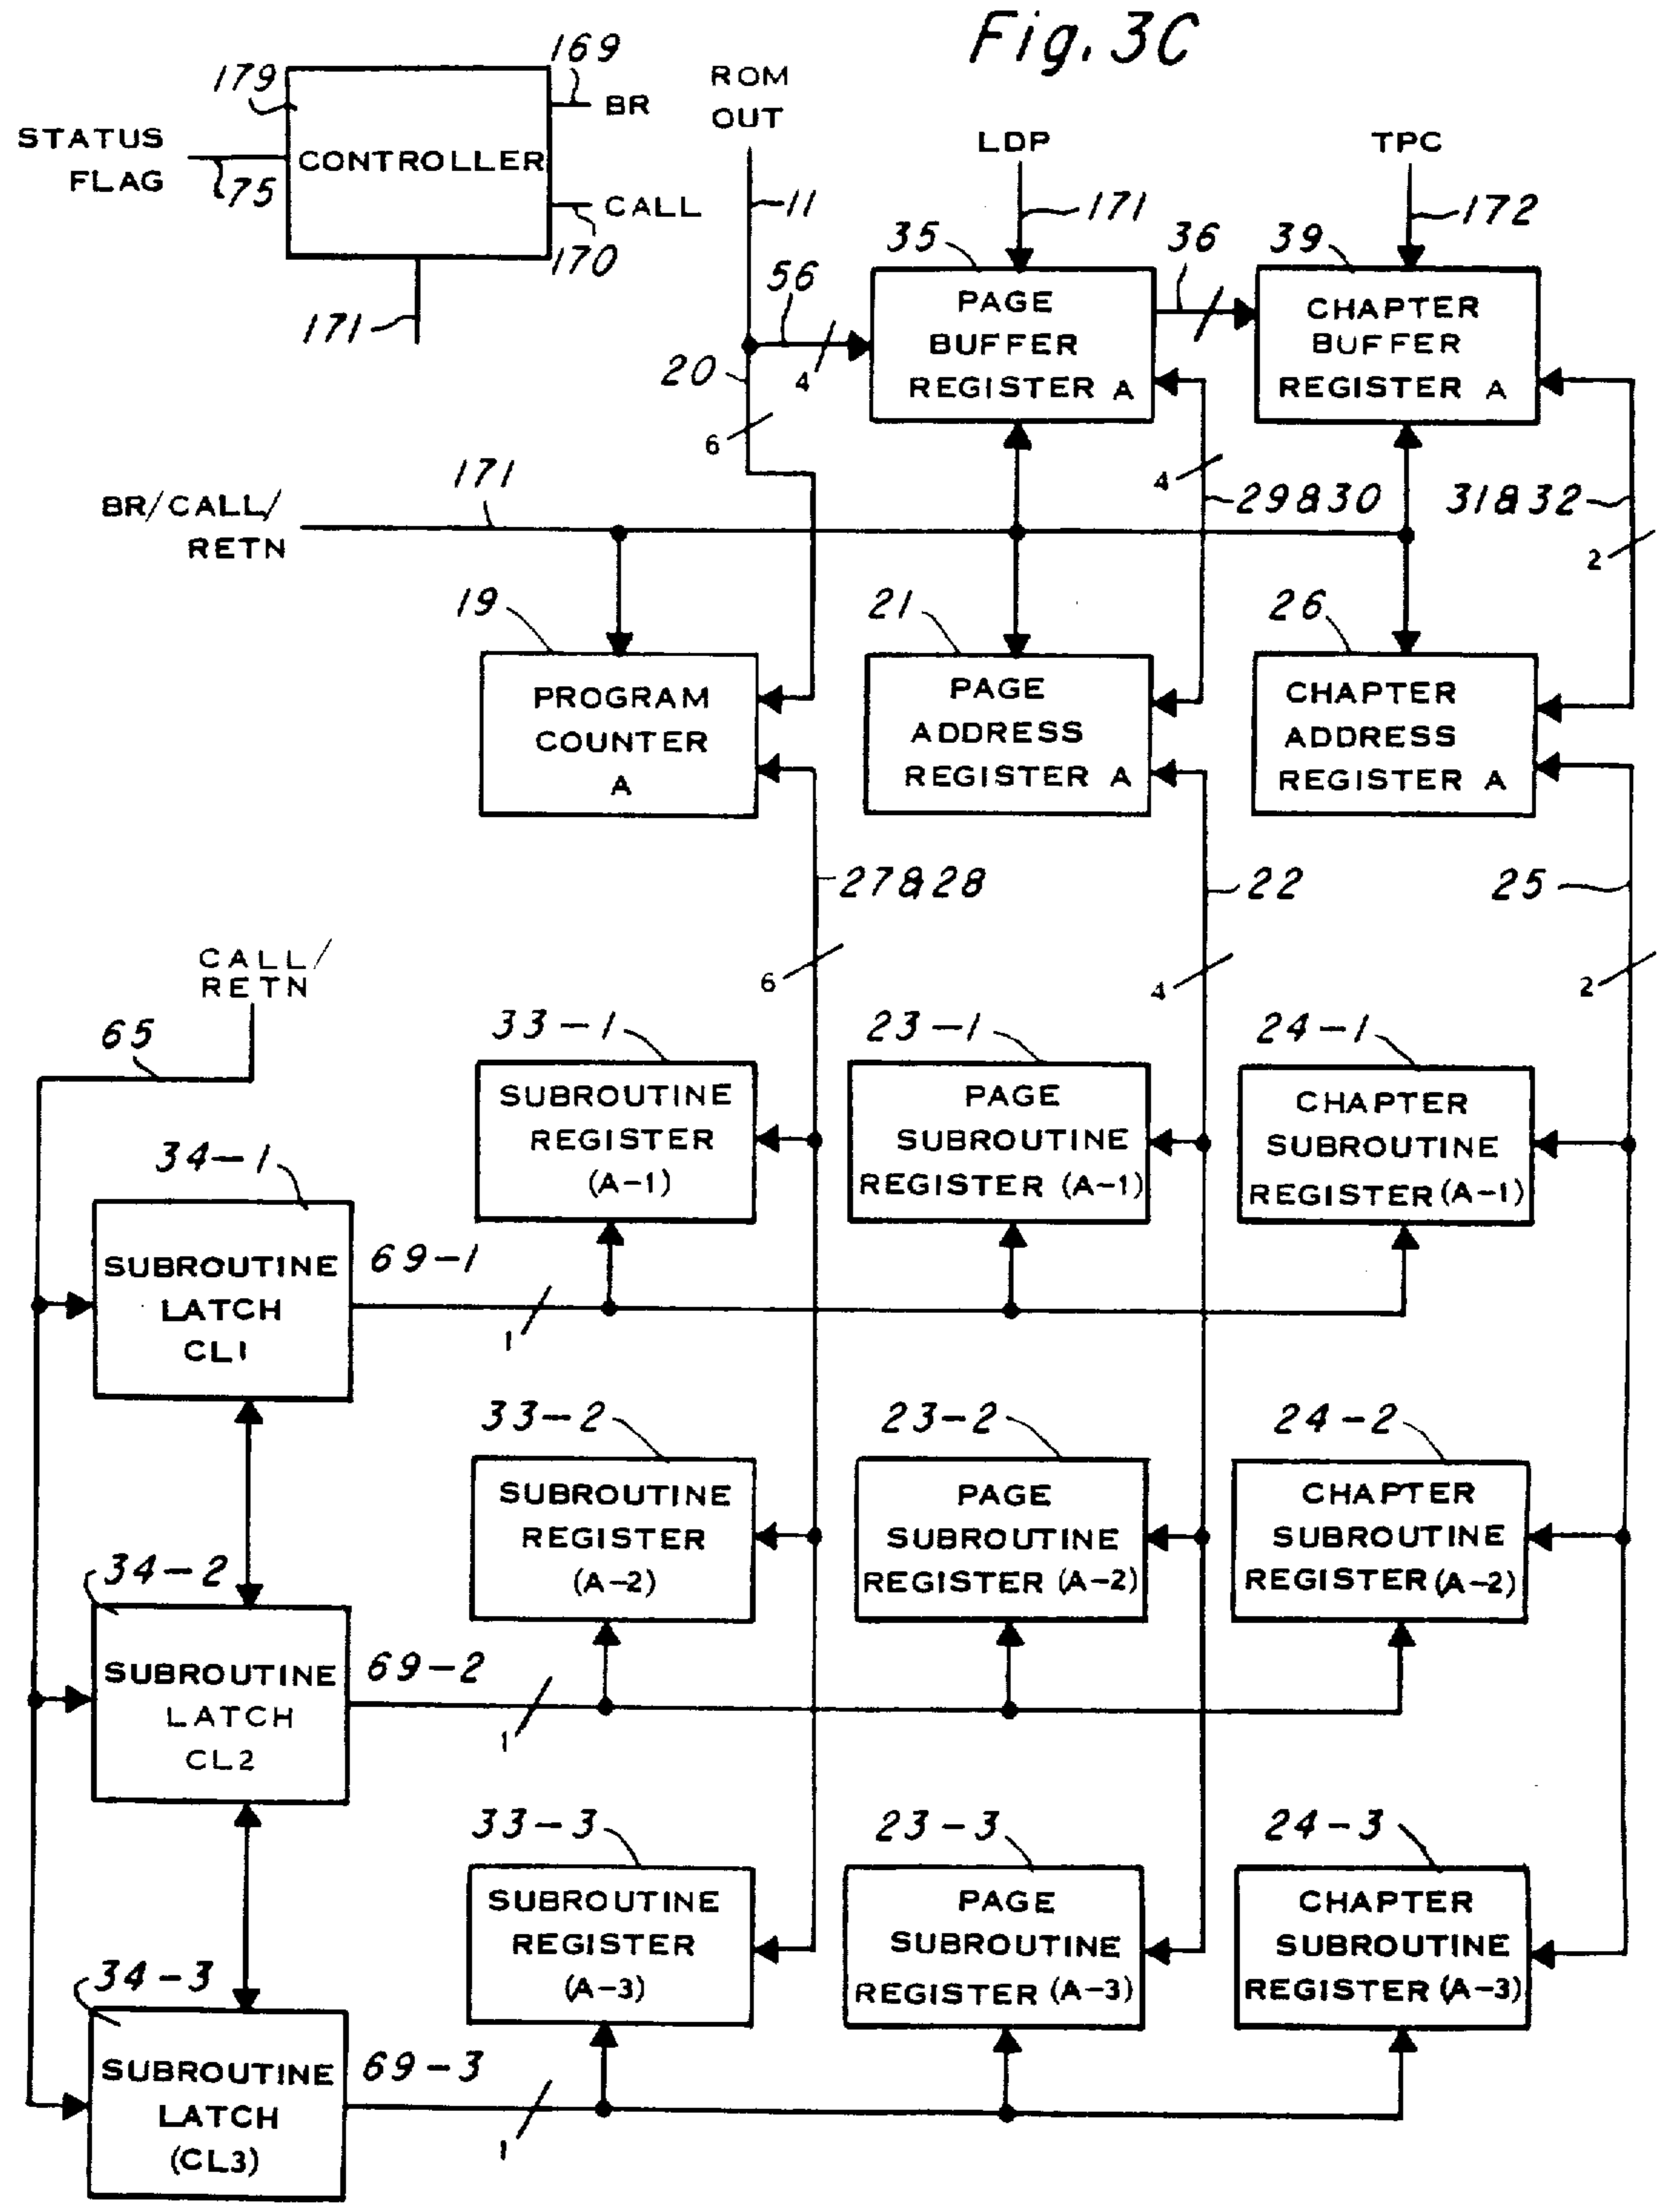 Fig. 3C
179
169
BR
STATUS
FLAG
75
CONTROLLER
CALL
170
171
ROM
OUT
11
LDP
171
TPC
172
56
4
35
PAGE
BUFFER
REGISTER A
36
39
CHAPTER
BUFFER
REGISTER A
20
6
4
29&30
31&32
2
BR/CALL/
RETN
171
19
PROGRAM
COUNTER
A
21
PAGE
ADDRESS
REGISTER A
26
CHAPTER
ADDRESS
REGISTER A
27&28
6
22
4
25
2
CALL/
RETN
65
33-1
SUBROUTINE
REGISTER
(A-1)
23-1
PAGE
SUBROUTINE
REGISTER (A-1)
24-1
CHAPTER
SUBROUTINE
REGISTER (A-1)
34-1
SUBROUTINE
LATCH
CL1
69-1
1
33-2
SUBROUTINE
REGISTER
(A-2)
23-2
PAGE
SUBROUTINE
REGISTER (A-2)
24-2
CHAPTER
SUBROUTINE
REGISTER (A-2)
34-2
SUBROUTINE
LATCH
CL2
69-2
1
33-3
SUBROUTINE
REGISTER
(A-3)
23-3
PAGE
SUBROUTINE
REGISTER (A-3)
24-3
CHAPTER
SUBROUTINE
REGISTER (A-3)
34-3
SUBROUTINE
LATCH
(CL3)
69-3
1